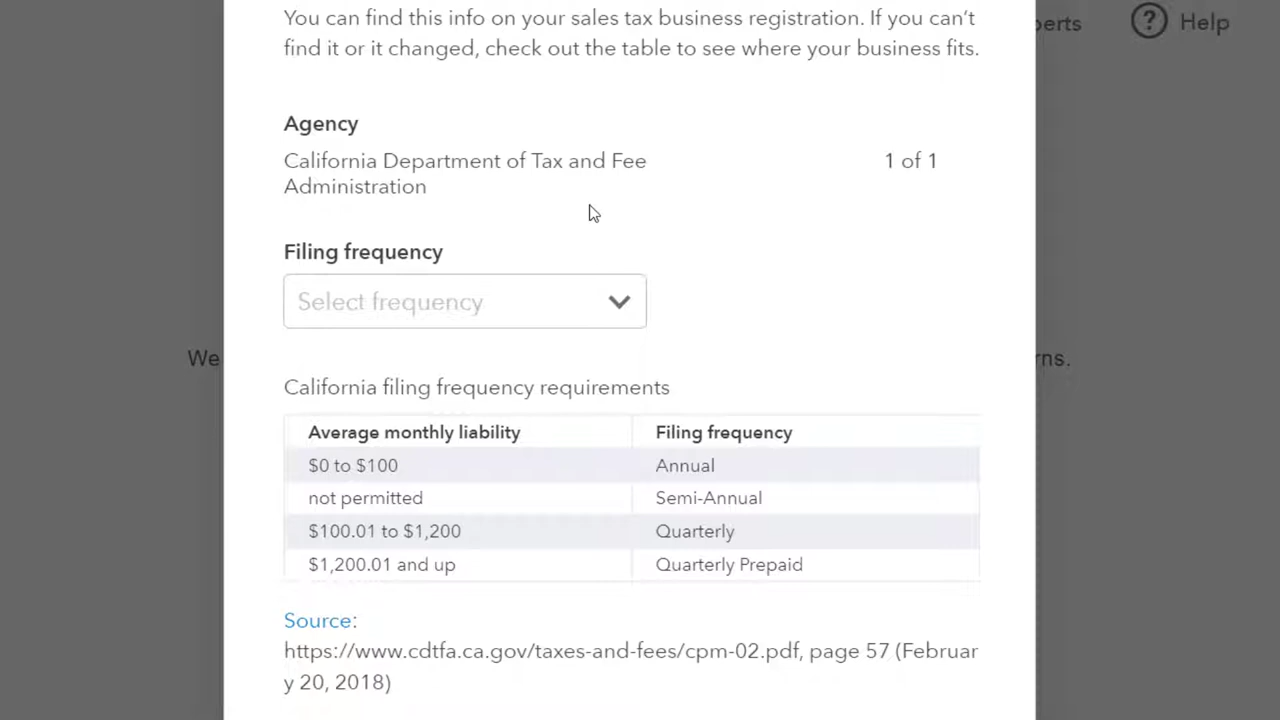 You can find this info on your sales tax business registration. If you can't
find it or it changed, check out the table to see where your business fits.
perts
Help
Agency
California Department of Tax and Fee
Administration
1 of 1
Filing frequency
Select frequency
We
rns.
California filing frequency requirements
Average monthly liability Filing frequency
$0 to $100 Annual
not permitted Semi-Annual
$100.01 to $1,200 Quarterly
$1,200.01 and up Quarterly Prepaid
Source:
https://www.cdtfa.ca.gov/taxes-and-fees/cpm-02.pdf, page 57 (Februar
y 20, 2018)